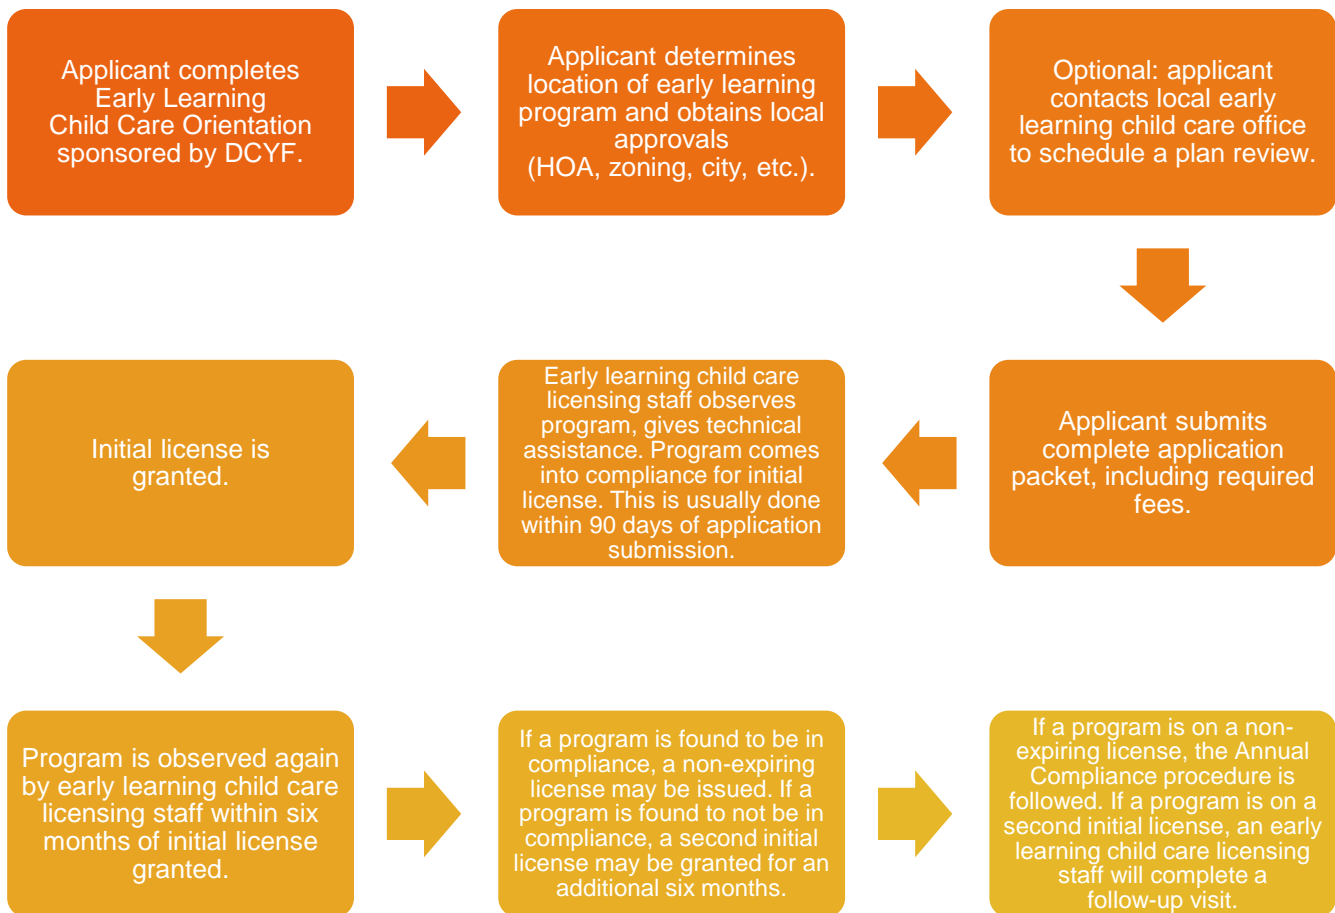 Applicant completes
Early Learning
Child Care Orientation
sponsored by DCYF.
Applicant determines
location of early learning
program and obtains local
approvals
(HOA, zoning, city, etc.).
Optional: applicant
contacts local early
learning child care office
to schedule a plan review.
Applicant submits
complete application
packet, including required
fees.
Early learning child care
licensing staff observes
program, gives technical
assistance. Program comes
into compliance for initial
license. This is usually done
within 90 days of application
submission.
Initial license is
granted.
Program is observed again
by early learning child care
licensing staff within six
months of initial license
granted.
If a program is found to be in
compliance, a non-expiring
license may be issued. If a
program is found to not be in
compliance, a second initial
license may be granted for an
additional six months.
If a program is on a non-
expiring license, the Annual
Compliance procedure is
followed. If a program is on a
second initial license, an early
learning child care licensing
staff will complete a
follow-up visit.